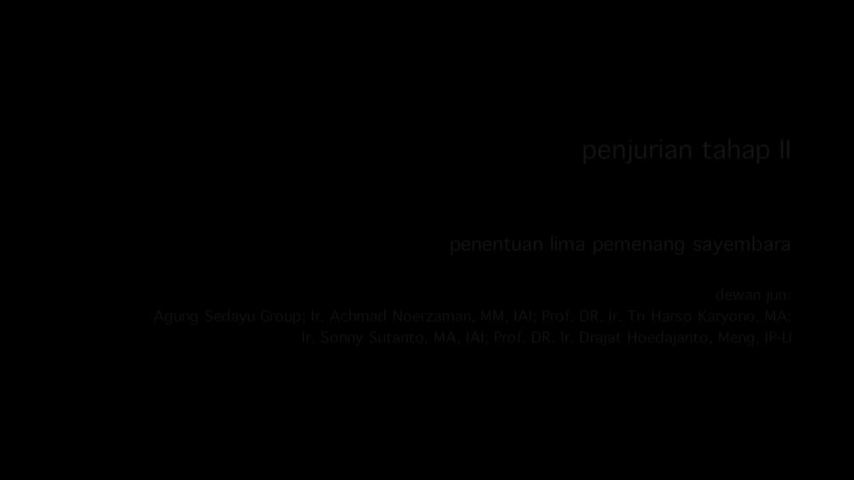 penjurian tahap II
penentuan lima pemenang sayembara
dewan juri:
Agung Sedayu Group; Ir. Achmad Noerzaman, MM, IAI; Prof. DR. Ir. Tri Harso Karyono, MA;
Ir. Sonny Sutanto, MA, IAI; Prof. DR. Ir. Drajat Hoedajanto, Meng, IP-U